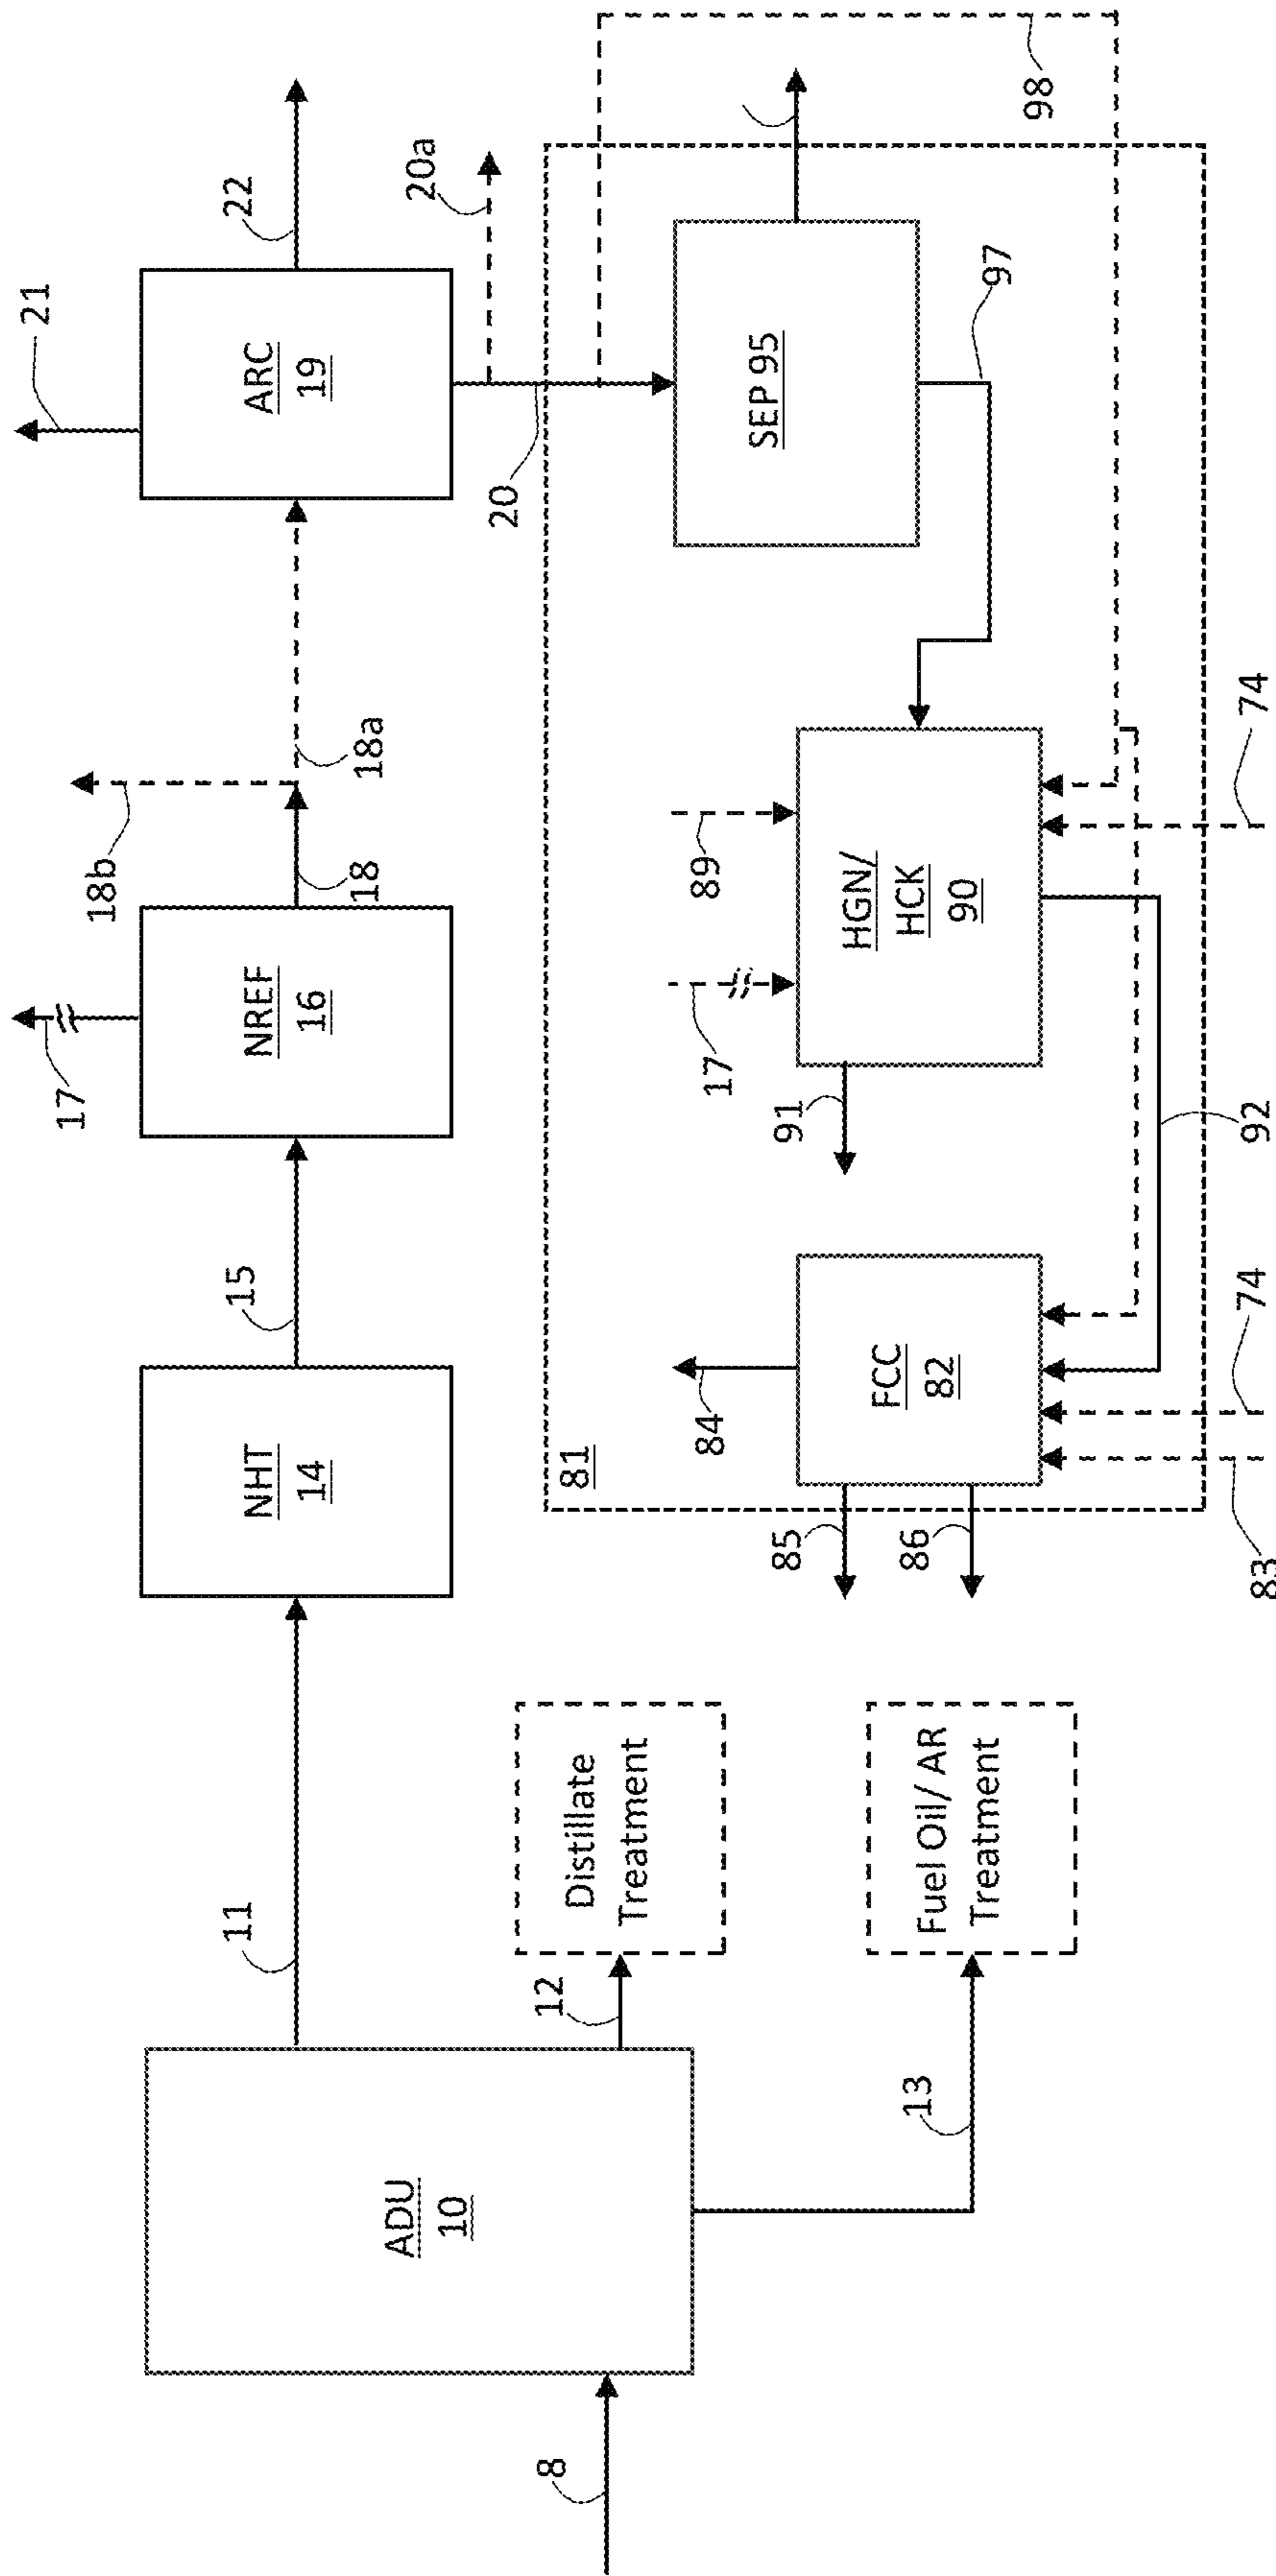 8
ADU
10
11
12
13
Distillate
Treatment
Fuel Oil/ AR
Treatment
NHT
14
15
NREF
16
17
18
18a
18b
ARC
19
21
22
20
20a
81
SEP 95
97
98
HGN/
HCK
90
89
17
91
92
74
FCC
82
84
85
86
83
74